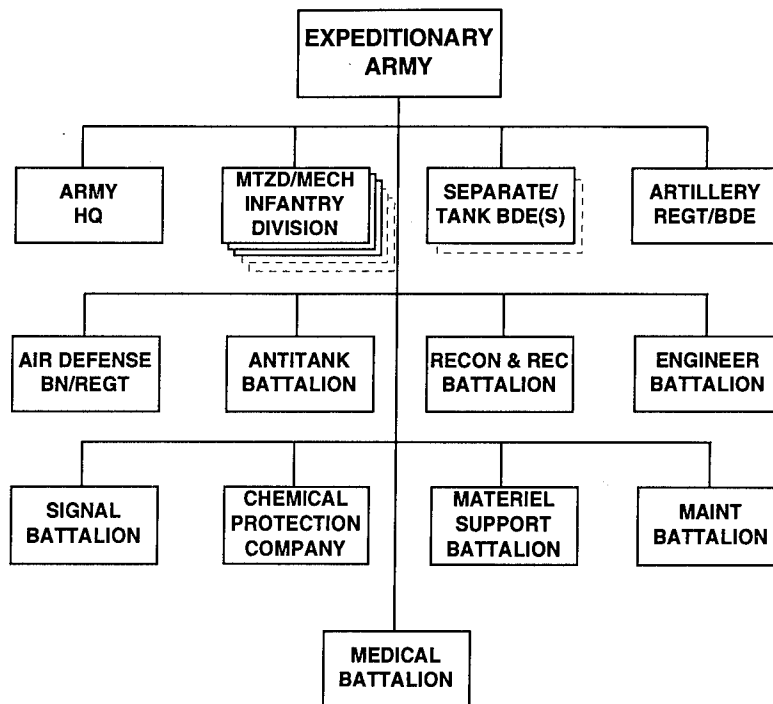 EXPEDITIONARY
ARMY
ARMY
HQ
MTZD/MECH
INFANTRY
DIVISION
SEPARATE/
TANK BDE(S)
ARTILLERY
REGT/BDE
AIR DEFENSE
BN/REGT
ANTITANK
BATTALION
RECON & REC
BATTALION
ENGINEER
BATTALION
SIGNAL
BATTALION
CHEMICAL
PROTECTION
COMPANY
MATERIEL
SUPPORT
BATTALION
MAINT
BATTALION
MEDICAL
BATTALION